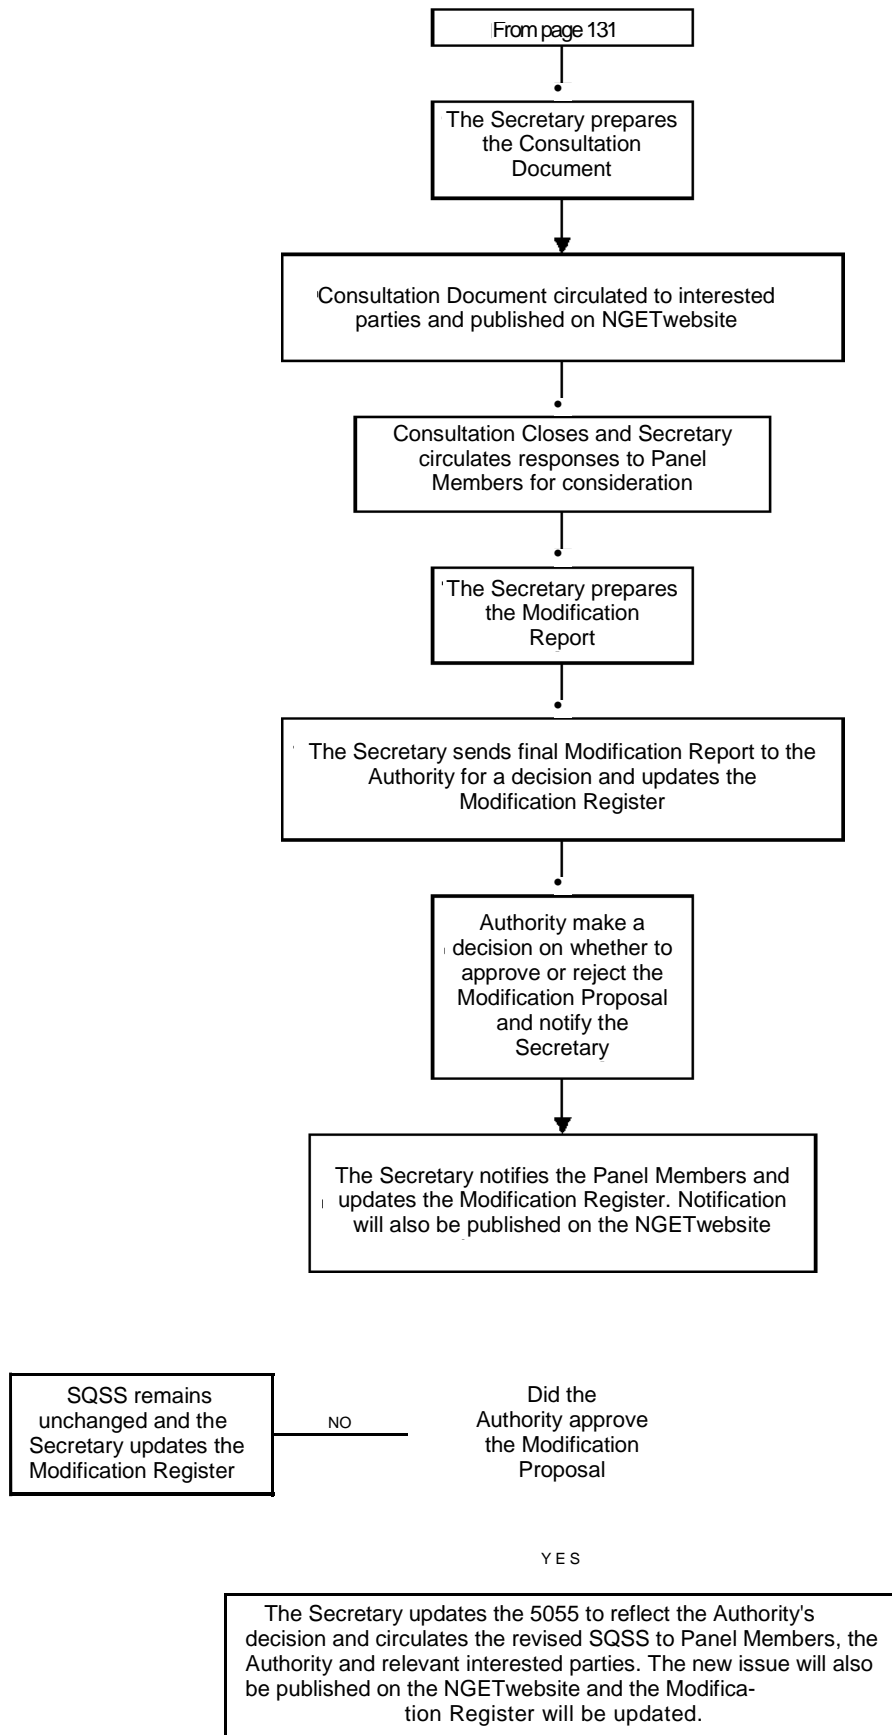 From page 131
The Secretary prepares
the Consultation
Document
Consultation Document circulated to interested
parties and published on NGETwebsite
Consultation Closes and Secretary
circulates responses to Panel
Members for consideration
The Secretary prepares
the Modification
Report
The Secretary sends final Modification Report to the
Authority for a decision and updates the
Modification Register
Authority make a
decision on whether to
approve or reject the
Modification Proposal
and notify the
Secretary
The Secretary notifies the Panel Members and
updates the Modification Register. Notification
will also be published on the NGETwebsite
Did the
Authority approve
the Modification
Proposal
NO
SQSS remains
unchanged and the
Secretary updates the
Modification Register
YES
The Secretary updates the 5055 to reflect the Authority's
decision and circulates the revised SQSS to Panel Members, the
Authority and relevant interested parties. The new issue will also
be published on the NGETwebsite and the Modifica-
tion Register will be updated.